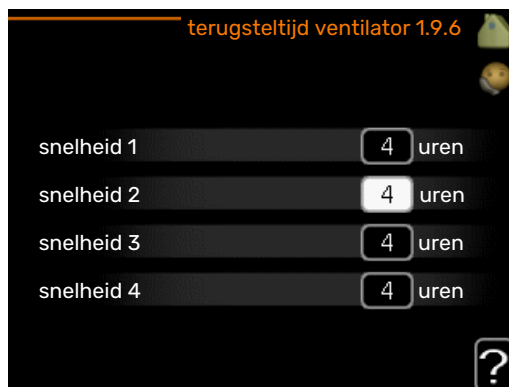 terugsteltijd ventilator 1.9.6
snelheid 1 4 uren
snelheid 2 4 uren
snelheid 3 4 uren
snelheid 4 4 uren
?